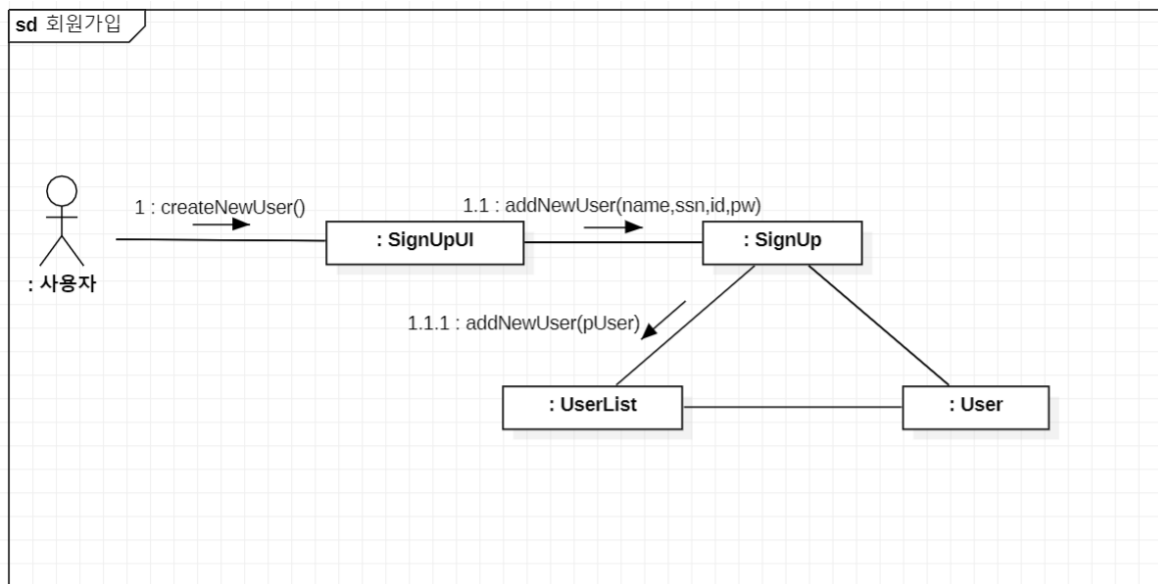 sd 회원가입
1 : createNewUser()
1.1 : addNewUser(name,ssn,id,pw)
: SignUpUI
: SignUp
: 사용자
1.1.1 : addNewUser(pUser)
: UserList
: User